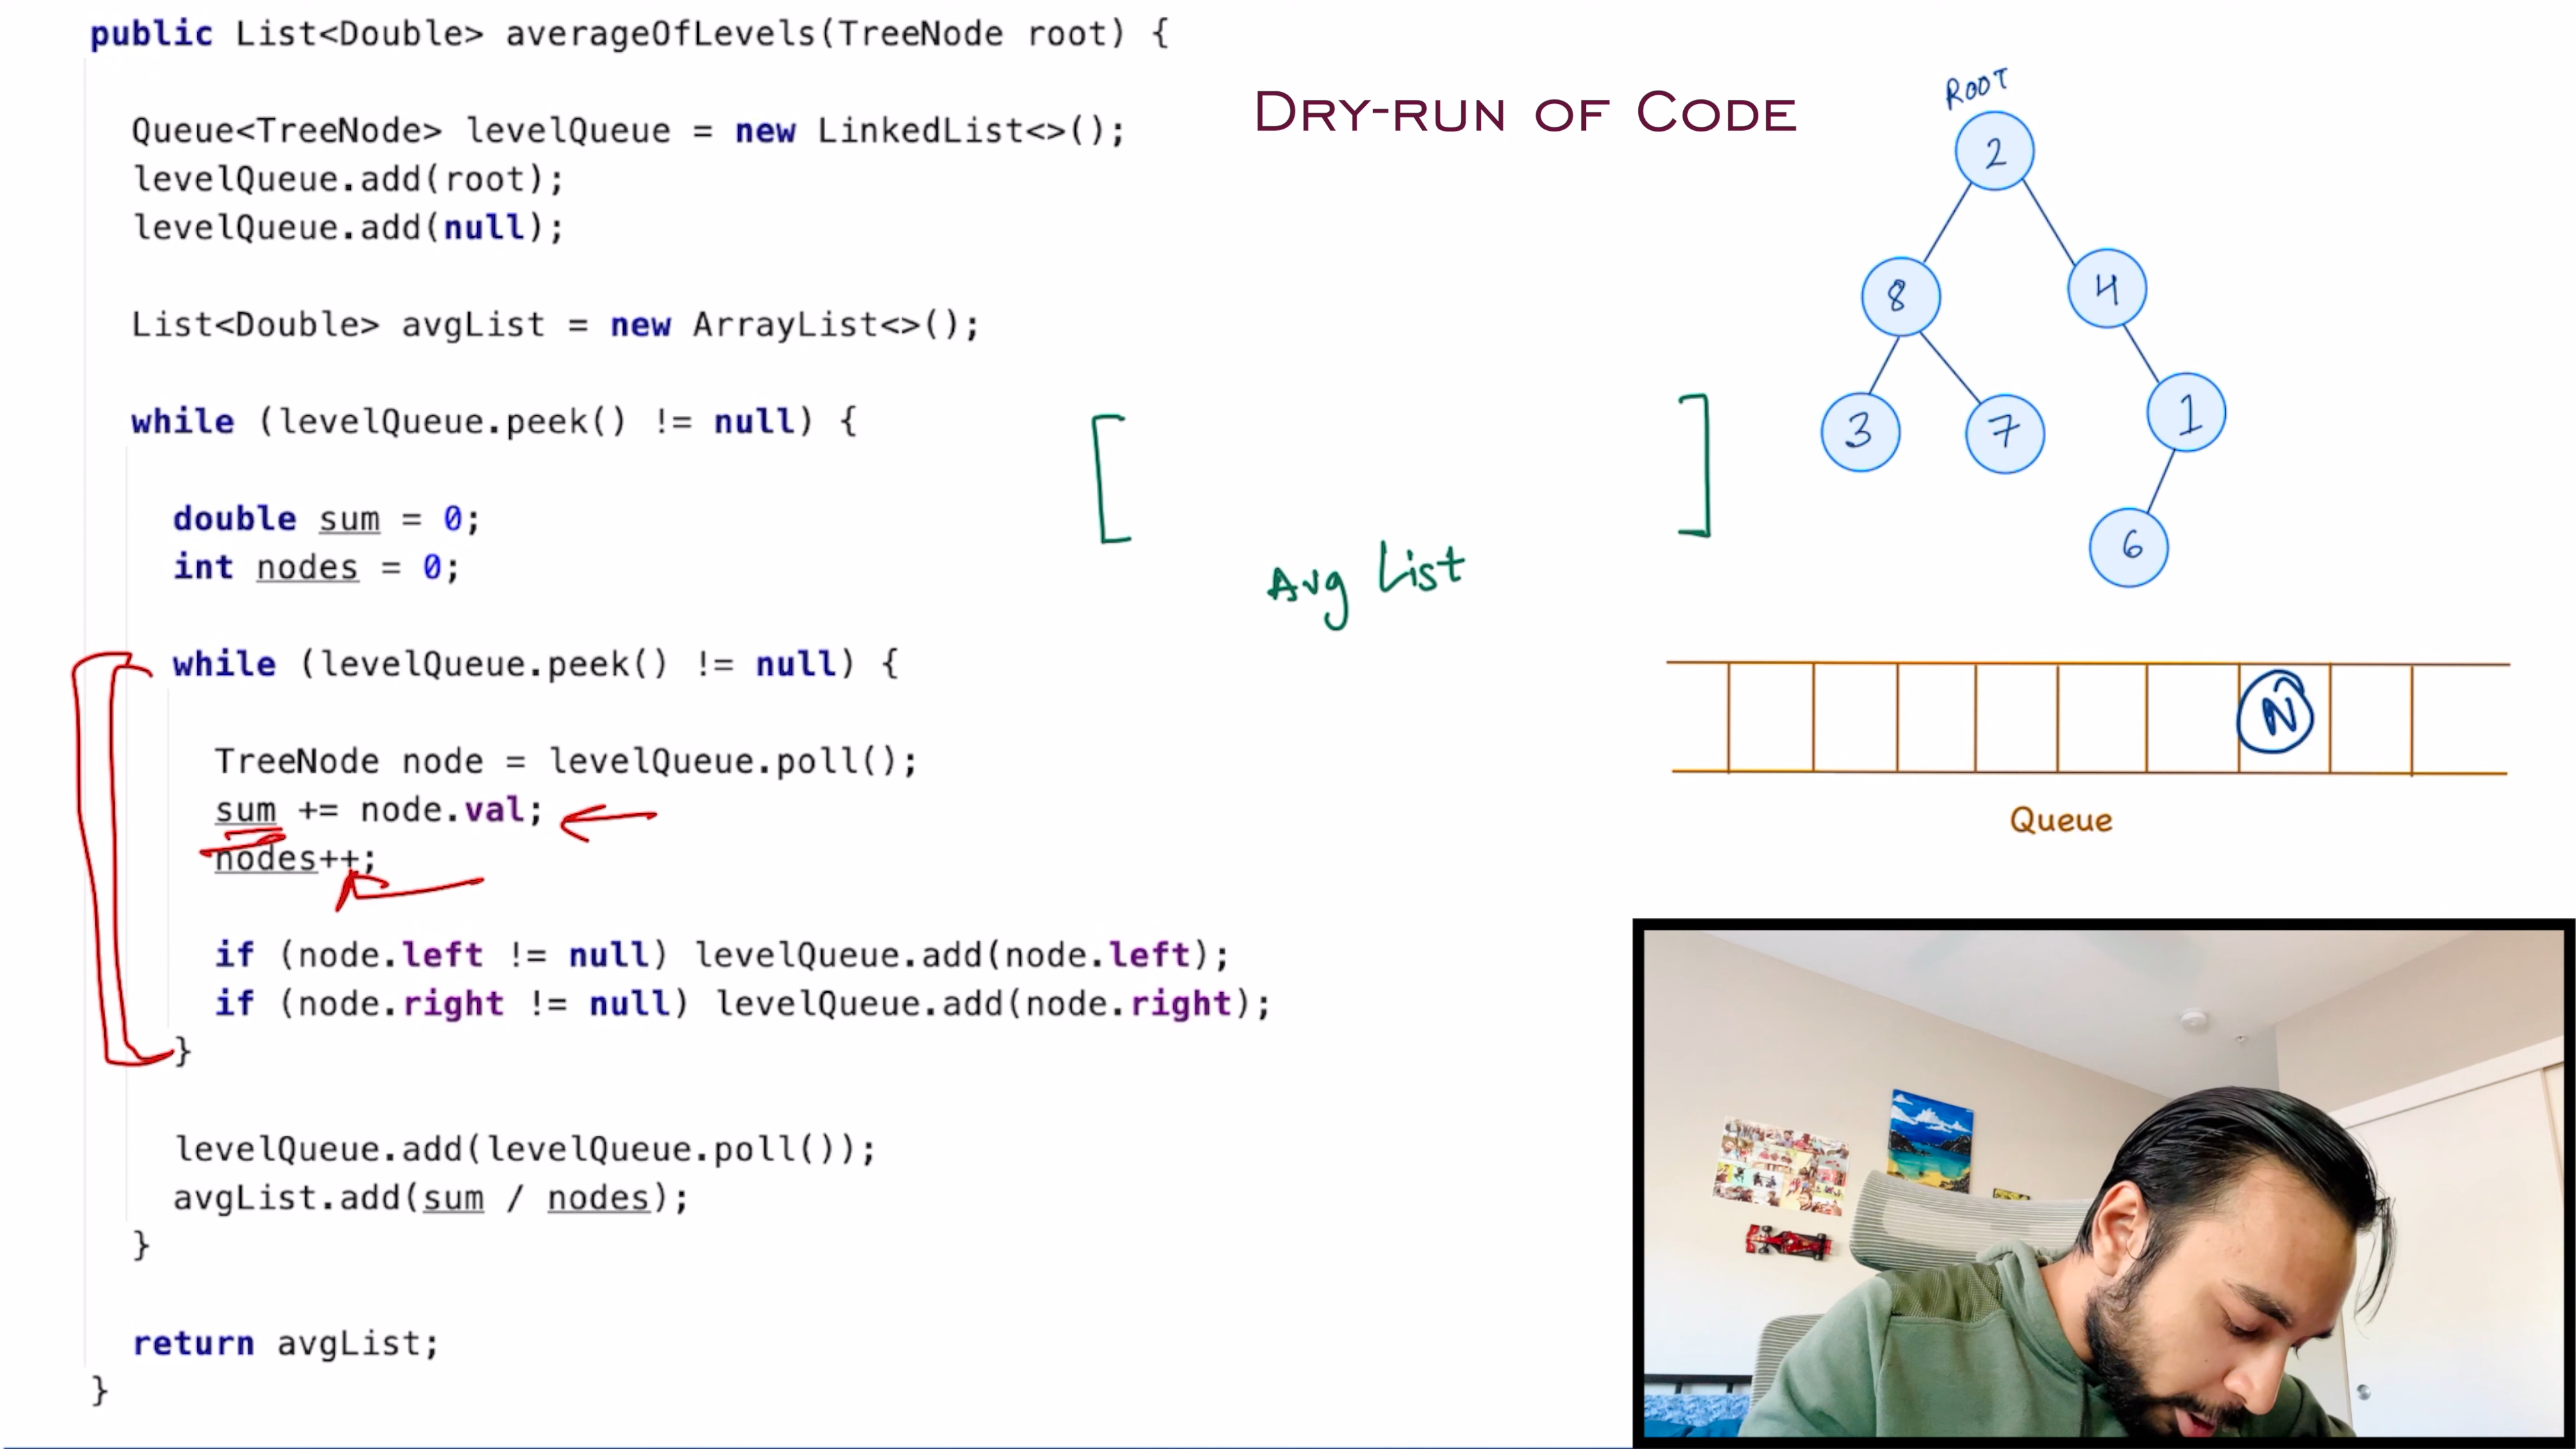 public List<Double> averageOfLevels(TreeNode root) {
Queue<TreeNode> levelQueue = new LinkedList<>();
levelQueue.add(root);
levelQueue.add(null);
List<Double> avgList = new ArrayList<>();
while (levelQueue.peek() != null) {
double sum = 0;
int nodes = 0;
while (levelQueue.peek() != null) {
TreeNode node = levelQueue.poll();
sum += node.val;
nodes++;
if (node.left != null) levelQueue.add(node.left);
if (node.right != null) levelQueue.add(node.right);
}
levelQueue.add(levelQueue.poll());
avgList.add(sum / nodes);
}
return avgList;
}
DRY-RUN OF CODE
[ ]
Avg List
ROOT
2
8 4
3 7 1
6
N
Queue